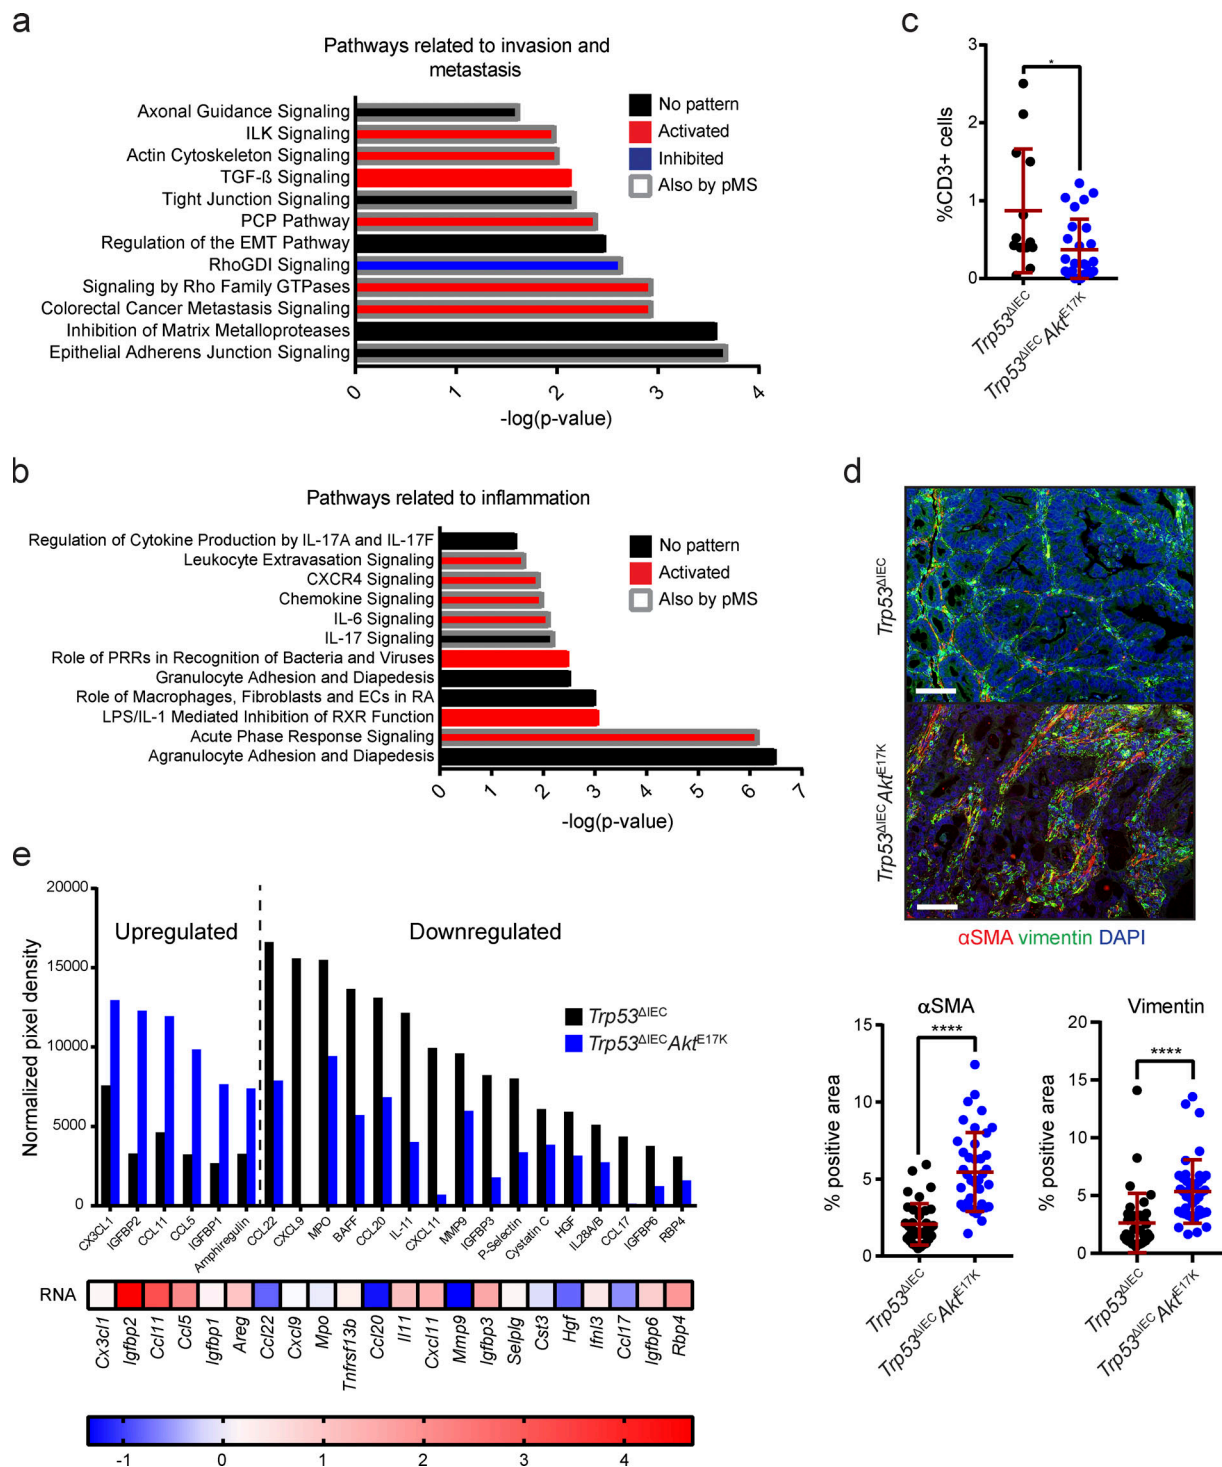 a
Pathways related to invasion and
metastasis
Axonal Guidance Signaling
ILK Signaling
Actin Cytoskeleton Signaling
TGF-ß Signaling
Tight Junction Signaling
PCP Pathway
Regulation of the EMT Pathway
RhoGDI Signaling
Signaling by Rho Family GTPases
Colorectal Cancer Metastasis Signaling
Inhibition of Matrix Metalloproteases
Epithelial Adherens Junction Signaling
No pattern
Activated
Inhibited
Also by pMS
0 1 2 3 4
-log(p-value)
b
Pathways related to inflammation
Regulation of Cytokine Production by IL-17A and IL-17F
Leukocyte Extravasation Signaling
CXCR4 Signaling
Chemokine Signaling
IL-6 Signaling
IL-17 Signaling
Role of PRRs in Recognition of Bacteria and Viruses
Granulocyte Adhesion and Diapedesis
Role of Macrophages, Fibroblasts and ECs in RA
LPS/IL-1 Mediated Inhibition of RXR Function
Acute Phase Response Signaling
Agranulocyte Adhesion and Diapedesis
No pattern
Activated
Also by pMS
0 1 2 3 4 5 6 7
-log(p-value)
c
%CD3+ cells
3
2
1
0
*
Trp53ΔIEC
Trp53ΔIEC AktE17K
d
Trp53ΔIEC
Trp53ΔIEC AktE17K
αSMA vimentin DAPI
αSMA
% positive area
15
10
5
0
****
Trp53ΔIEC
Trp53ΔIEC AktE17K
Vimentin
% positive area
20
15
10
5
0
****
Trp53ΔIEC
Trp53ΔIEC AktE17K
e
Normalized pixel density
20000
15000
10000
5000
0
Upregulated
Downregulated
Trp53ΔIEC
Trp53ΔIEC AktE17K
CX3CL1
IGFBP2
CCL11
CCL5
IGFBP1
Amphiregulin
CCL22
CXCL9
MPO
BAFF
CCL20
IL-11
CXCL11
MMP9
IGFBP3
P-Selectin
Cystatin C
HGF
IL28A/B
CCL17
IGFBP6
RBP4
RNA
Cx3cl1
Igfbp2
Ccl11
Ccl5
Igfbp1
Areg
Ccl22
Cxcl9
Mpo
Tnfrsf13b
Ccl20
Il11
Cxcl11
Mmp9
Igfbp3
Selplg
Cst3
Hgf
Ifnl3
Ccl17
Igfbp6
Rbp4
-1 0 1 2 3 4